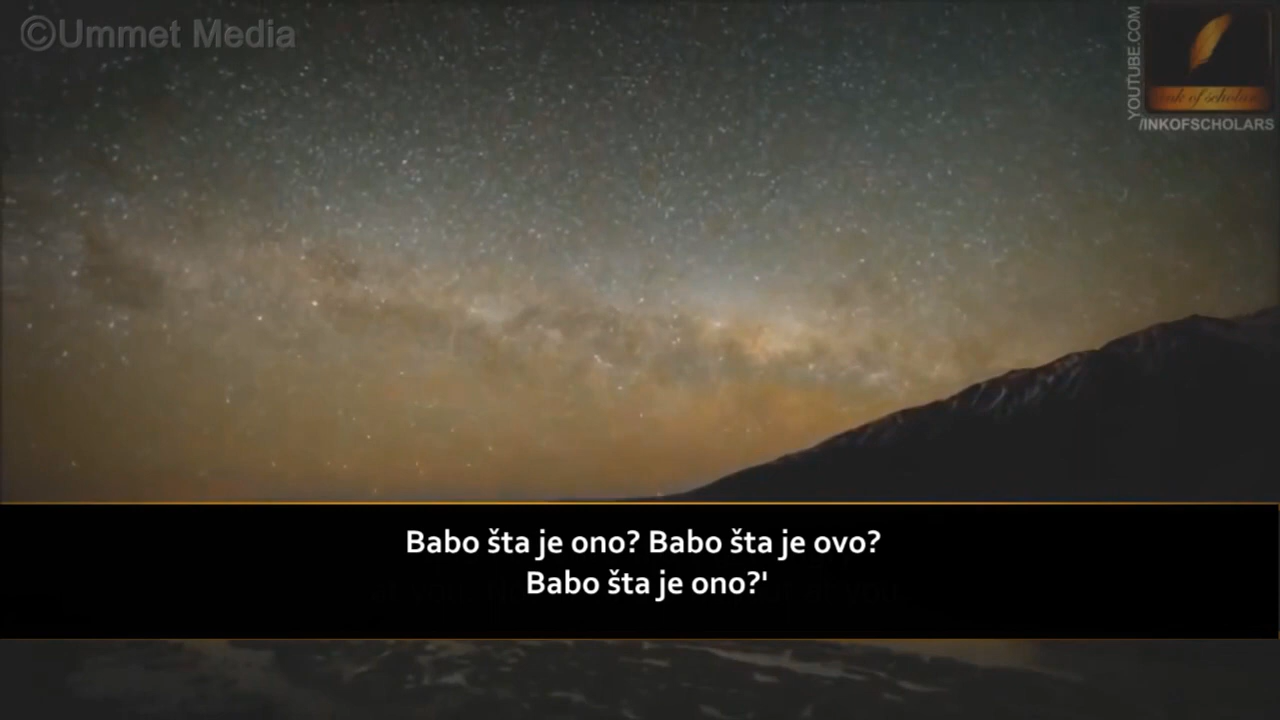 ©Ummet Media
YOUTUBE.COM
/INKOFSCHOLARS
Babo šta je ono? Babo šta je ovo?
Babo šta je ono?'